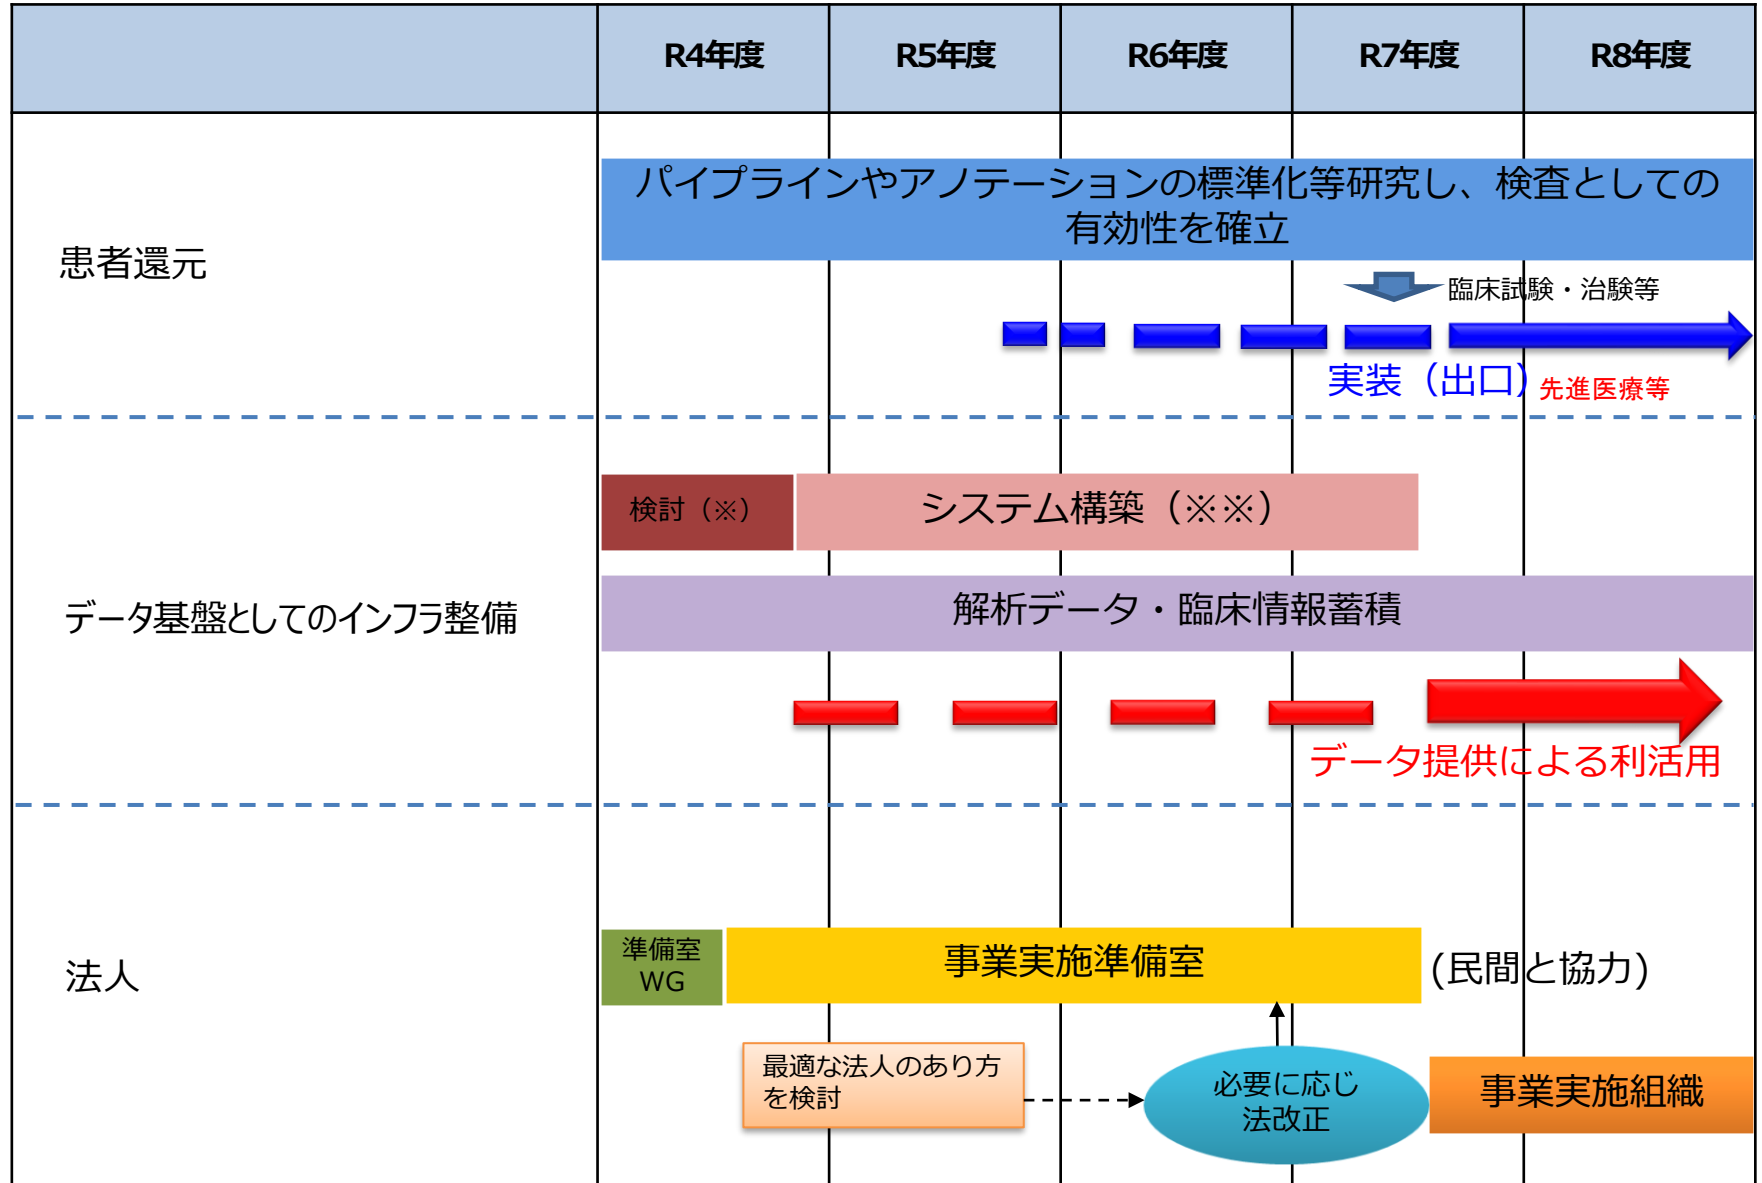 R4年度 R5年度 R6年度 R7年度 R8年度
パイプラインやアノテーションの標準化等研究し、検査としての
有効性を確立
患者還元
臨床試験・治験等
実装（出口）
先進医療等
検討（※）
システム構築（※※）
解析データ・臨床情報蓄積
データ基盤としてのインフラ整備
データ提供による利活用
準備室
WG
事業実施準備室
(民間と協力)
法人
最適な法人のあり方
を検討
必要に応じ
法改正
事業実施組織